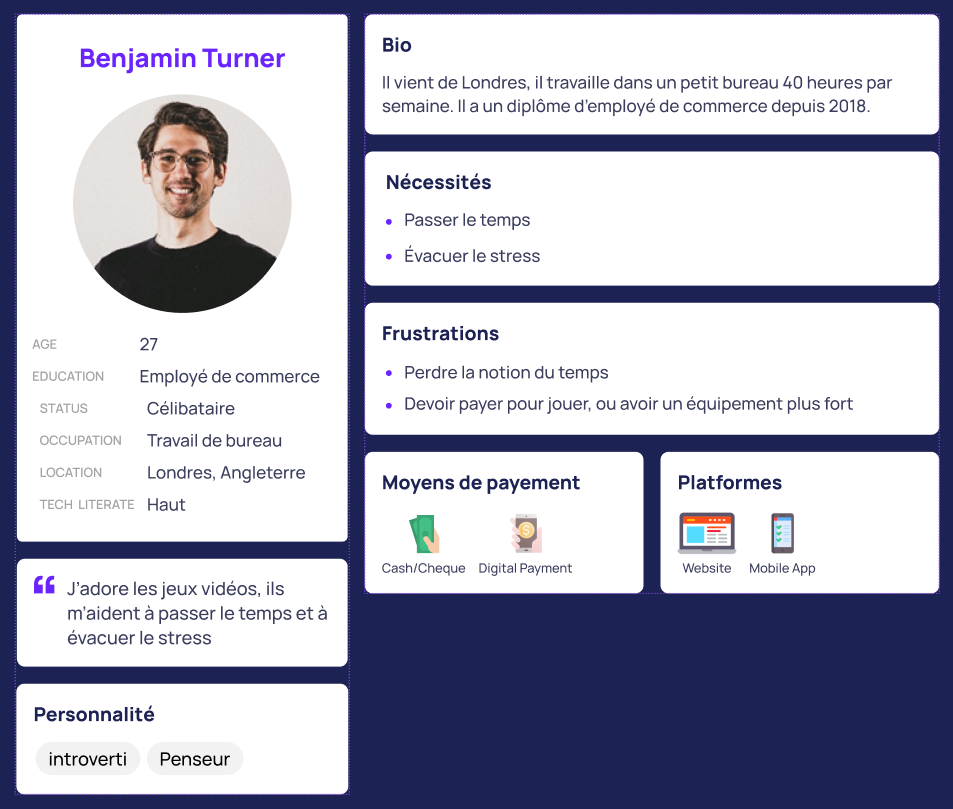 Benjamin Turner
AGE 27
EDUCATION Employé de commerce
STATUS Célibataire
OCCUPATION Travail de bureau
LOCATION Londres, Angleterre
TECH LITERATE Haut
J’adore les jeux vidéos, ils
m’aident à passer le temps et à
évacuer le stress
Personnalité
introverti Penseur
Bio
Il vient de Londres, il travaille dans un petit bureau 40 heures par
semaine. Il a un diplôme d’employé de commerce depuis 2018.
Nécessités
Passer le temps
Évacuer le stress
Frustrations
Perdre la notion du temps
Devoir payer pour jouer, ou avoir un équipement plus fort
Moyens de payement
Cash/Cheque Digital Payment
Platformes
Website Mobile App